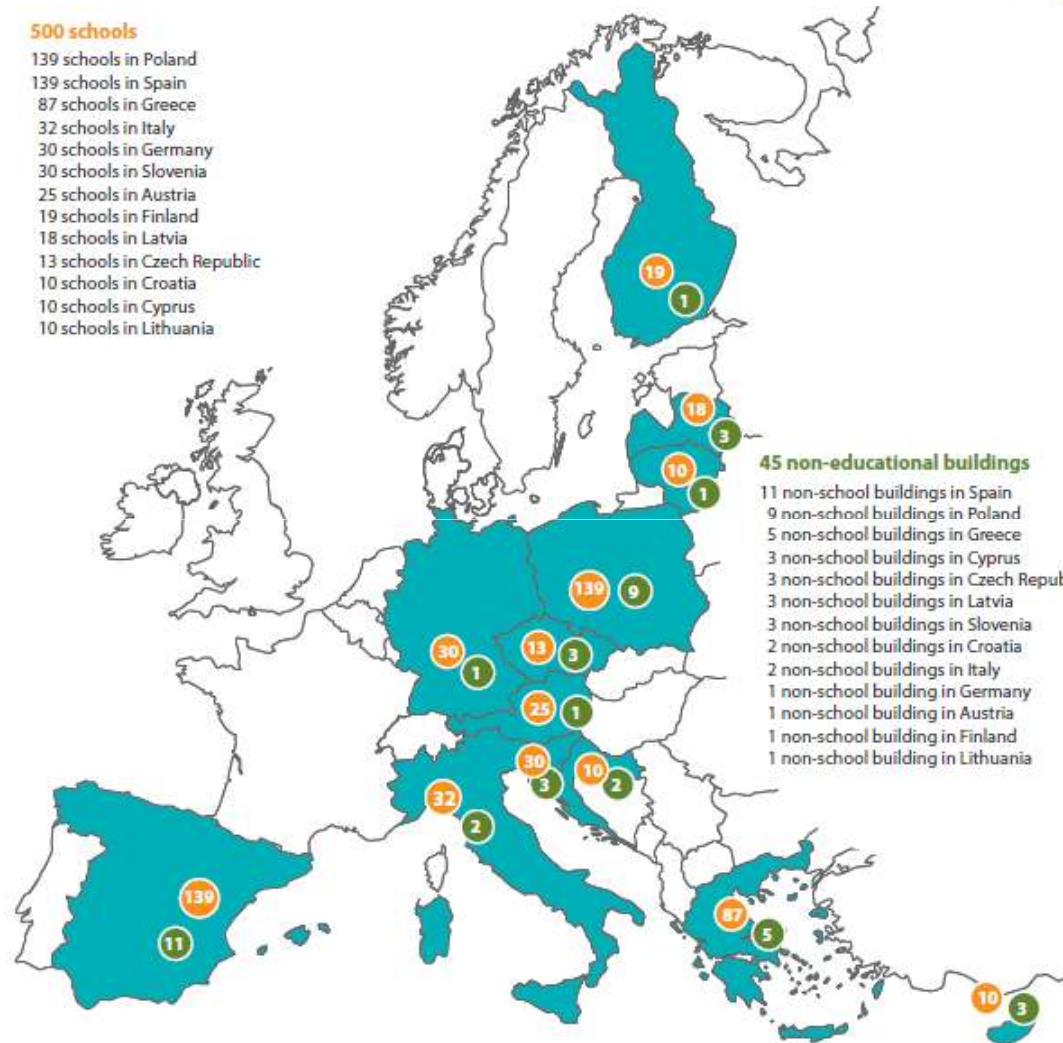 500 schools
139 schools in Poland
139 schools in Spain
87 schools in Greece
32 schools in Italy
30 schools in Germany
30 schools in Slovenia
25 schools in Austria
19 schools in Finland
18 schools in Latvia
13 schools in Czech Republic
10 schools in Croatia
10 schools in Cyprus
10 schools in Lithuania
19
1
18
3
10
1
45 non-educational buildings
11 non-school buildings in Spain
9 non-school buildings in Poland
5 non-school buildings in Greece
3 non-school buildings in Cyprus
3 non-school buildings in Czech Repub
3 non-school buildings in Latvia
3 non-school buildings in Slovenia
2 non-school buildings in Croatia
2 non-school buildings in Italy
1 non-school building in Germany
1 non-school building in Austria
1 non-school building in Finland
1 non-school building in Lithuania
139
9
30
1
13
3
25
1
30
3
10
2
32
2
139
11
87
5
10
3